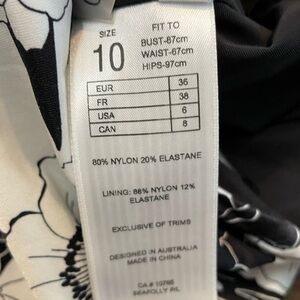 SIZE
10
FIT TO
BUST-87cm
WAIST-67cm
HIPS-97cm
EUR 36
FR 38
USA 6
CAN 8
80% NYLON 20% ELASTANE
LINING: 88% NYLON 12%
ELASTANE
EXCLUSIVE OF TRIMS
DESIGNED IN AUSTRALIA
MADE IN CHINA
CA # 10766
SEAFOLLY P/L